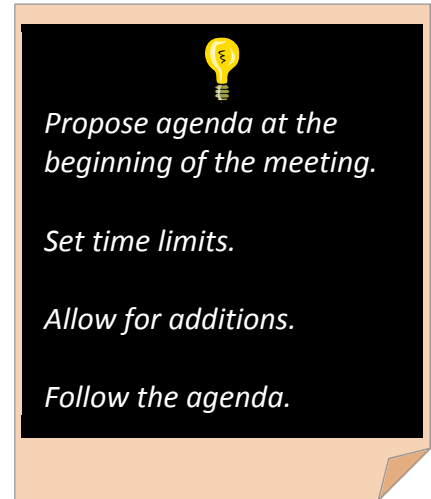 Propose agenda at the
beginning of the meeting.
Set time limits.
Allow for additions.
Follow the agenda.